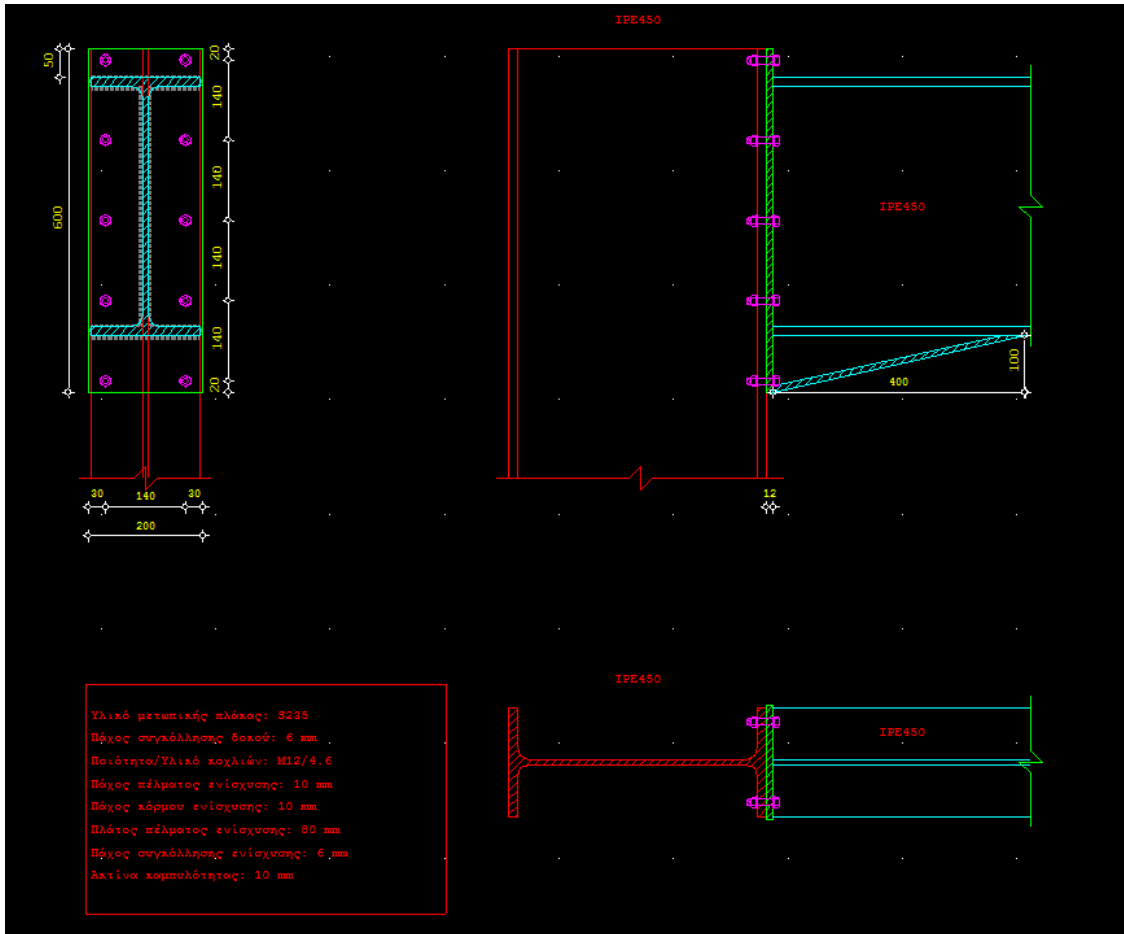 IPE450
50
20
140
140
600
IPE450
140
140
20
100
400
30
140
30
12
200
IPE450
IPE450
Υλικό μετωπικής πλάκας: S235
Πάχος συγκόλλησης δοκού: 6 mm
Ποιότητα/Υλικό κοχλιών: M12/4.6
Πάχος πέλματος ενίσχυσης: 10 mm
Πάχος κόρμου ενίσχυσης: 10 mm
Πλάτος πέλματος ενίσχυσης: 80 mm
Πάχος συγκόλλησης ενίσχυσης: 6 mm
Ακτίνα καμπυλότητας: 10 mm